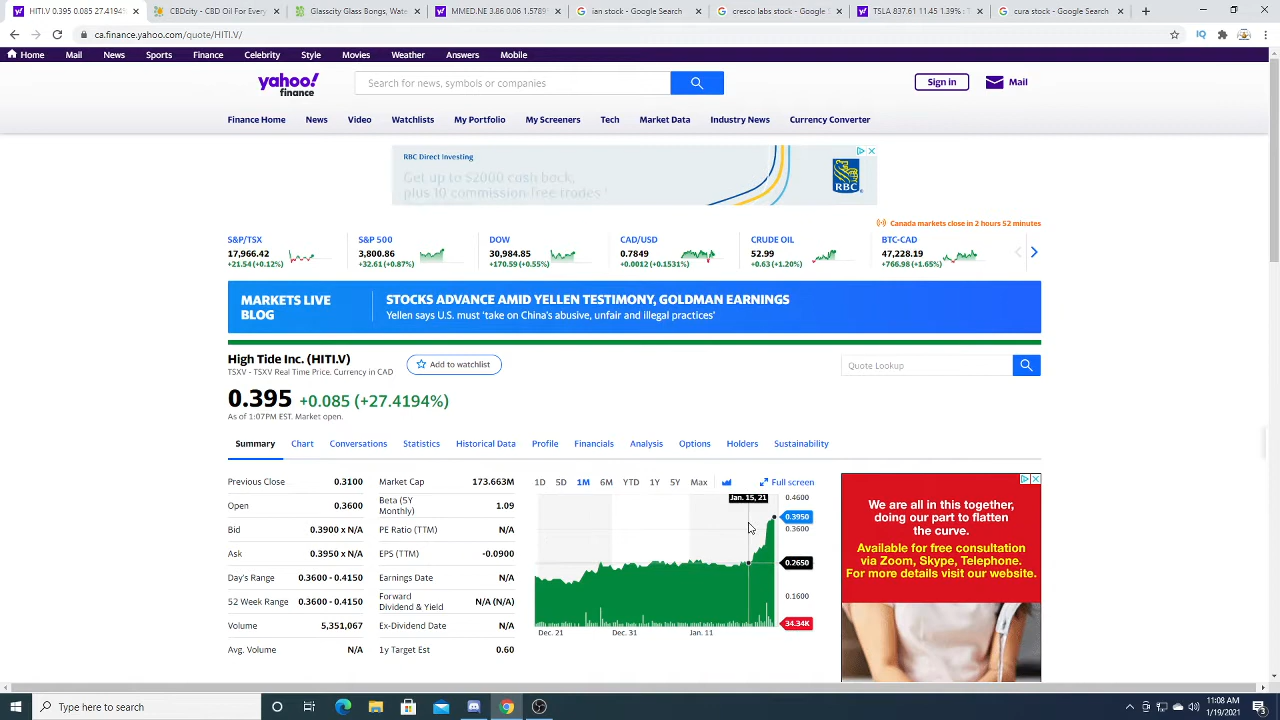 HITI.V 0.395 0.085 27.4194
CBDcity - CBD Oil For Every
Glasscity Glass Bongs, Wate
MMED.NE 3.86 0.06 1.5789
ian stock - Google Search
num stock - Google Search
TSLA 837.61 11.45 1.39%
cura stock - Google Search
ca.finance.yahoo.com/quote/HITI.V/
Home Mail News Sports Finance Celebrity Style Movies Weather Answers Mobile
yahoo!
finance
Search for news, symbols or companies
Sign in
Mail
Finance Home News Video Watchlists My Portfolio My Screeners Tech Market Data Industry News Currency Converter
RBC Direct Investing
Get up to $2000 cash back,
plus 10 commission-free trades
RBC
Canada markets close in 2 hours 52 minutes
S&P/TSX
17,966.42
+21.54 (+0.12%)
S&P 500
3,800.86
+32.61 (+0.87%)
DOW
30,984.85
+170.59 (+0.55%)
CAD/USD
0.7849
+0.0012 (+0.1531%)
CRUDE OIL
52.99
+0.63 (+1.20%)
BTC-CAD
47,228.19
+766.98 (+1.65%)
MARKETS LIVE
BLOG
STOCKS ADVANCE AMID YELLEN TESTIMONY, GOLDMAN EARNINGS
Yellen says U.S. must 'take on China's abusive, unfair and illegal practices'
High Tide Inc. (HITI.V)
TSXV - TSXV Real Time Price. Currency in CAD
Add to watchlist
Quote Lookup
0.395 +0.085 (+27.4194%)
As of 1:07PM EST. Market open.
Summary Chart Conversations Statistics Historical Data Profile Financials Analysis Options Holders Sustainability
Previous Close 0.3100
Open 0.3600
Bid 0.3900 x N/A
Ask 0.3950 x N/A
Day's Range 0.3600 - 0.4150
52 Week Range 0.3600 - 0.4150
Volume 5,351,067
Avg. Volume N/A
Market Cap 173.663M
Beta (5Y
Monthly) 1.09
PE Ratio (TTM) N/A
EPS (TTM) -0.0900
Earnings Date N/A
Forward
Dividend & Yield N/A (N/A)
Ex-Dividend Date N/A
1y Target Est 0.60
1D 5D 1M 6M YTD 1Y 5Y Max
Full screen
Jan. 15, 21
0.4600
0.3950
0.3600
0.2650
0.1600
34.34K
Dec. 21 Dec. 31 Jan. 11
We are all in this together,
doing our part to flatten
the curve.
Available for free consultation
via Zoom, Skype, Telephone.
For more details visit our website.
Type here to search
11:08 AM
1/19/2021